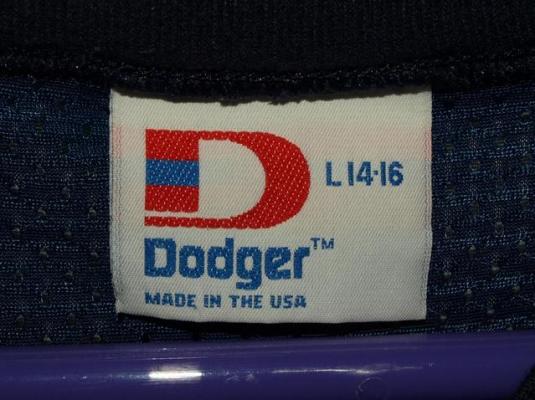 D
L 14·16
Dodger™
MADE IN THE USA